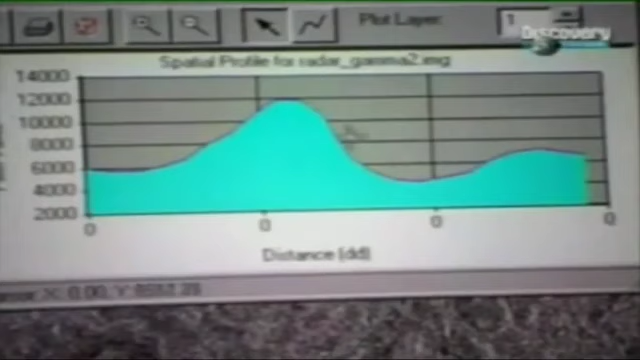 Plot Layer: 1
Discovery
Spatial Profile for radar_gamma2.img
14000
12000
10000
8000
6000
4000
2000
0 0 0 0
Distance (dd)